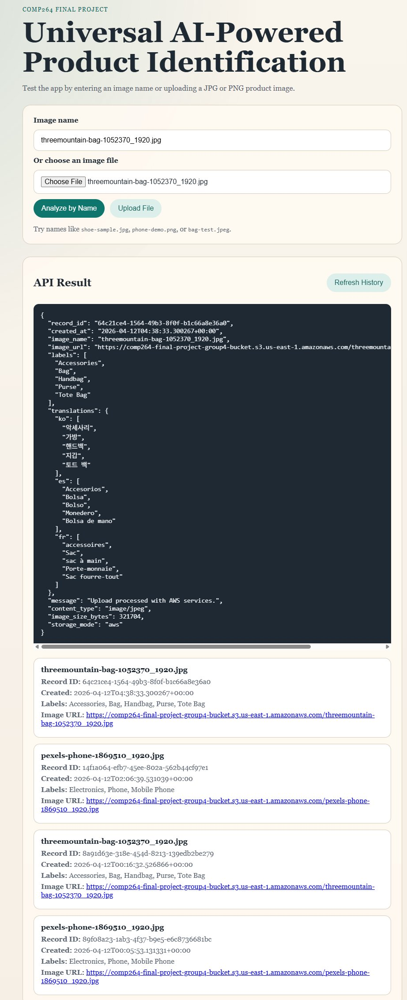 COMP264 FINAL PROJECT
Universal AI-Powered
Product Identification
Test the app by entering an image name or uploading a JPG or PNG product image.
Image name
threemountain-bag-1052370_1920.jpg
Or choose an image file
Choose File threemountain-bag-1052370_1920.jpg
Analyze by Name Upload File
Try names like shoe-sample.jpg, phone-demo.png, or bag-test.jpeg.
API Result Refresh History
{
"record_id": "64c21ce4-1564-49b3-8f0f-b1c66a8e36a0",
"created_at": "2026-04-12T04:38:33.300267+00:00",
"image_name": "threemountain-bag-1052370_1920.jpg",
"image_url": "https://comp264-final-project-group4-bucket.s3.us-east-1.amazonaws.com/threemounta
"labels": [
"Accessories",
"Bag",
"Handbag",
"Purse",
"Tote Bag"
],
"translations": {
"ko": [
"악세사리",
"가방",
"핸드백",
"지갑",
"토트 백"
],
"es": [
"Accesorios",
"Bolsa",
"Bolso",
"Monedero",
"Bolsa de mano"
],
"fr": [
"accessoires",
"Sac",
"sac à main",
"Porte-monnaie",
"Sac fourre-tout"
]
},
"message": "Upload processed with AWS services.",
"content_type": "image/jpeg",
"image_size_bytes": 321704,
"storage_mode": "aws"
}
threemountain-bag-1052370_1920.jpg
Record ID: 64c21ce4-1564-49b3-8f0f-b1c66a8e36a0
Created: 2026-04-12T04:38:33.300267+00:00
Labels: Accessories, Bag, Handbag, Purse, Tote Bag
Image URL: https://comp264-final-project-group4-bucket.s3.us-east-1.amazonaws.com/threemountain-
bag-1052370_1920.jpg
pexels-phone-1869510_1920.jpg
Record ID: 14f1a064-efb7-45ee-802a-562b44cf97e1
Created: 2026-04-12T02:06:39.531039+00:00
Labels: Electronics, Phone, Mobile Phone
Image URL: https://comp264-final-project-group4-bucket.s3.us-east-1.amazonaws.com/pexels-phone-
1869510_1920.jpg
threemountain-bag-1052370_1920.jpg
Record ID: 8a91d63e-318e-454d-8213-139edb2be279
Created: 2026-04-12T00:16:32.526866+00:00
Labels: Accessories, Bag, Handbag, Purse, Tote Bag
Image URL: https://comp264-final-project-group4-bucket.s3.us-east-1.amazonaws.com/threemountain-
bag-1052370_1920.jpg
pexels-phone-1869510_1920.jpg
Record ID: 89f08a23-1ab3-4f37-b9e5-e6c8736681bc
Created: 2026-04-12T00:05:53.131331+00:00
Labels: Electronics, Phone, Mobile Phone
Image URL: https://comp264-final-project-group4-bucket.s3.us-east-1.amazonaws.com/pexels-phone-
1869510_1920.jpg